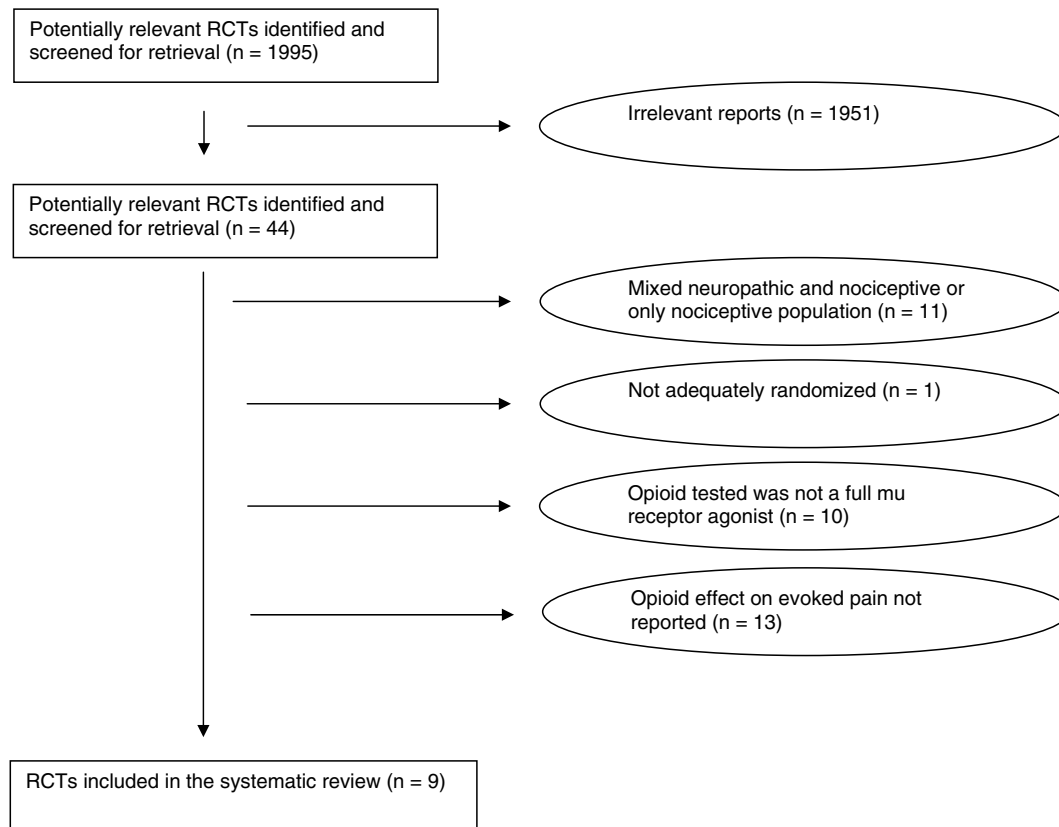 Potentially relevant RCTs identified and
screened for retrieval (n = 1995)
Irrelevant reports (n = 1951)
Potentially relevant RCTs identified and
screened for retrieval (n = 44)
Mixed neuropathic and nociceptive or
only nociceptive population (n = 11)
Not adequately randomized (n = 1)
Opioid tested was not a full mu
receptor agonist (n = 10)
Opioid effect on evoked pain not
reported (n = 13)
RCTs included in the systematic review (n = 9)